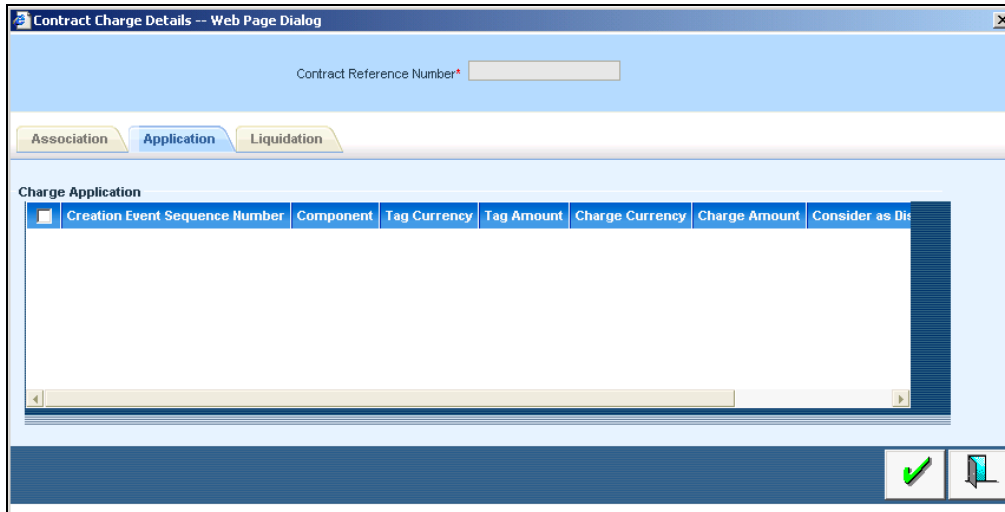 Contract Charge Details -- Web Page Dialog
Contract Reference Number*
Association Application Liquidation
Charge Application
Creation Event Sequence Number Component Tag Currency Tag Amount Charge Currency Charge Amount Consider as Dis